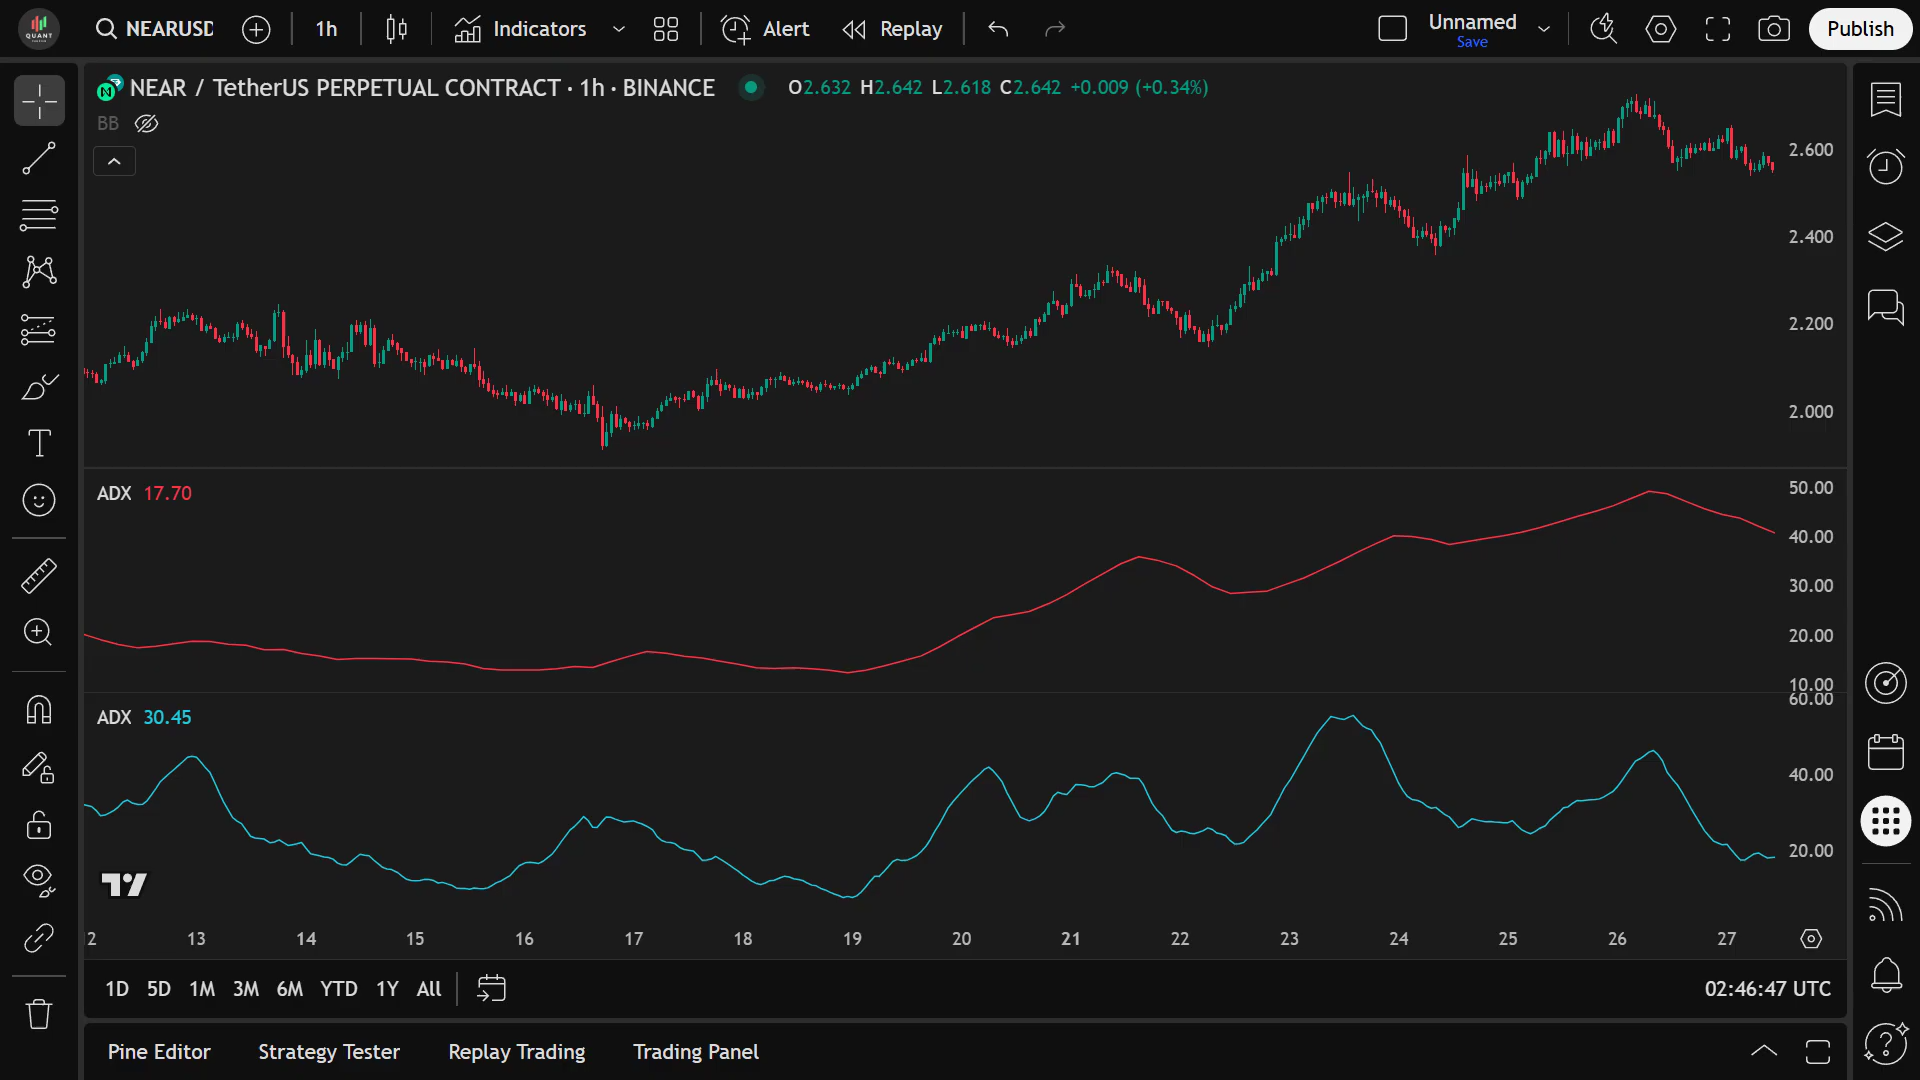 QUANT
NEARUSD
1h
Indicators
Alert
Replay
Unnamed
Save
Publish
NEAR / TetherUS PERPETUAL CONTRACT · 1h · BINANCE
O2.632 H2.642 L2.618 C2.642 +0.009 (+0.34%)
BB
2.600
2.400
2.200
2.000
ADX 17.70
50.00
40.00
30.00
20.00
10.00
ADX 30.45
60.00
40.00
20.00
12 13 14 15 16 17 18 19 20 21 22 23 24 25 26 27
1D 5D 1M 3M 6M YTD 1Y All
02:46:47 UTC
Pine Editor Strategy Tester Replay Trading Trading Panel